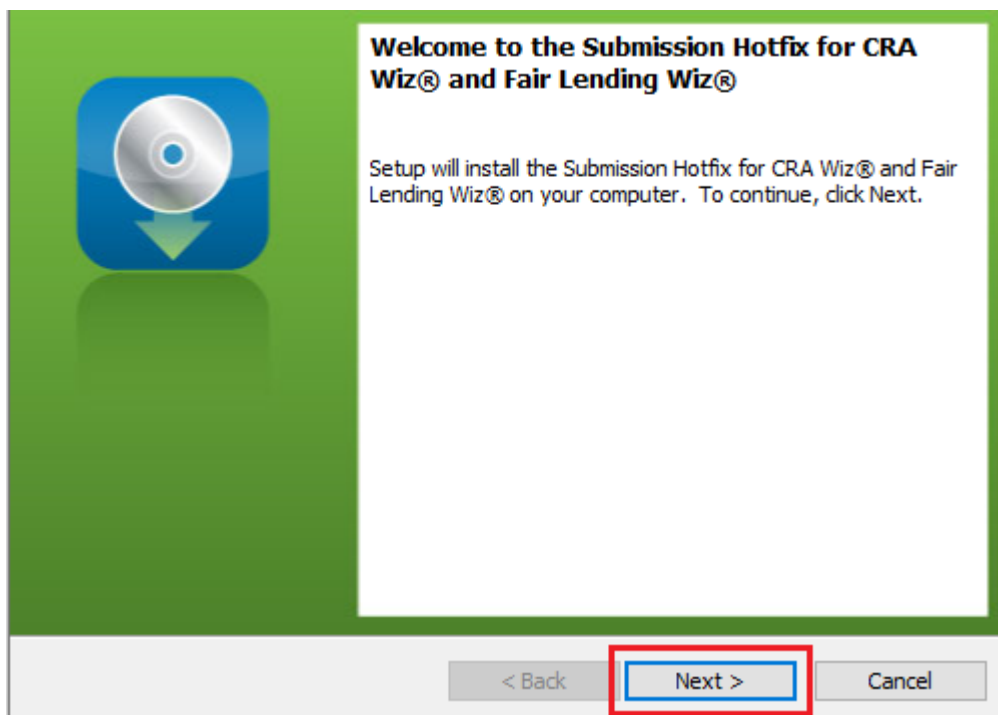 Welcome to the Submission Hotfix for CRA
Wiz® and Fair Lending Wiz®
Setup will install the Submission Hotfix for CRA Wiz® and Fair
Lending Wiz® on your computer.  To continue, click Next.
< Back
Next >
Cancel